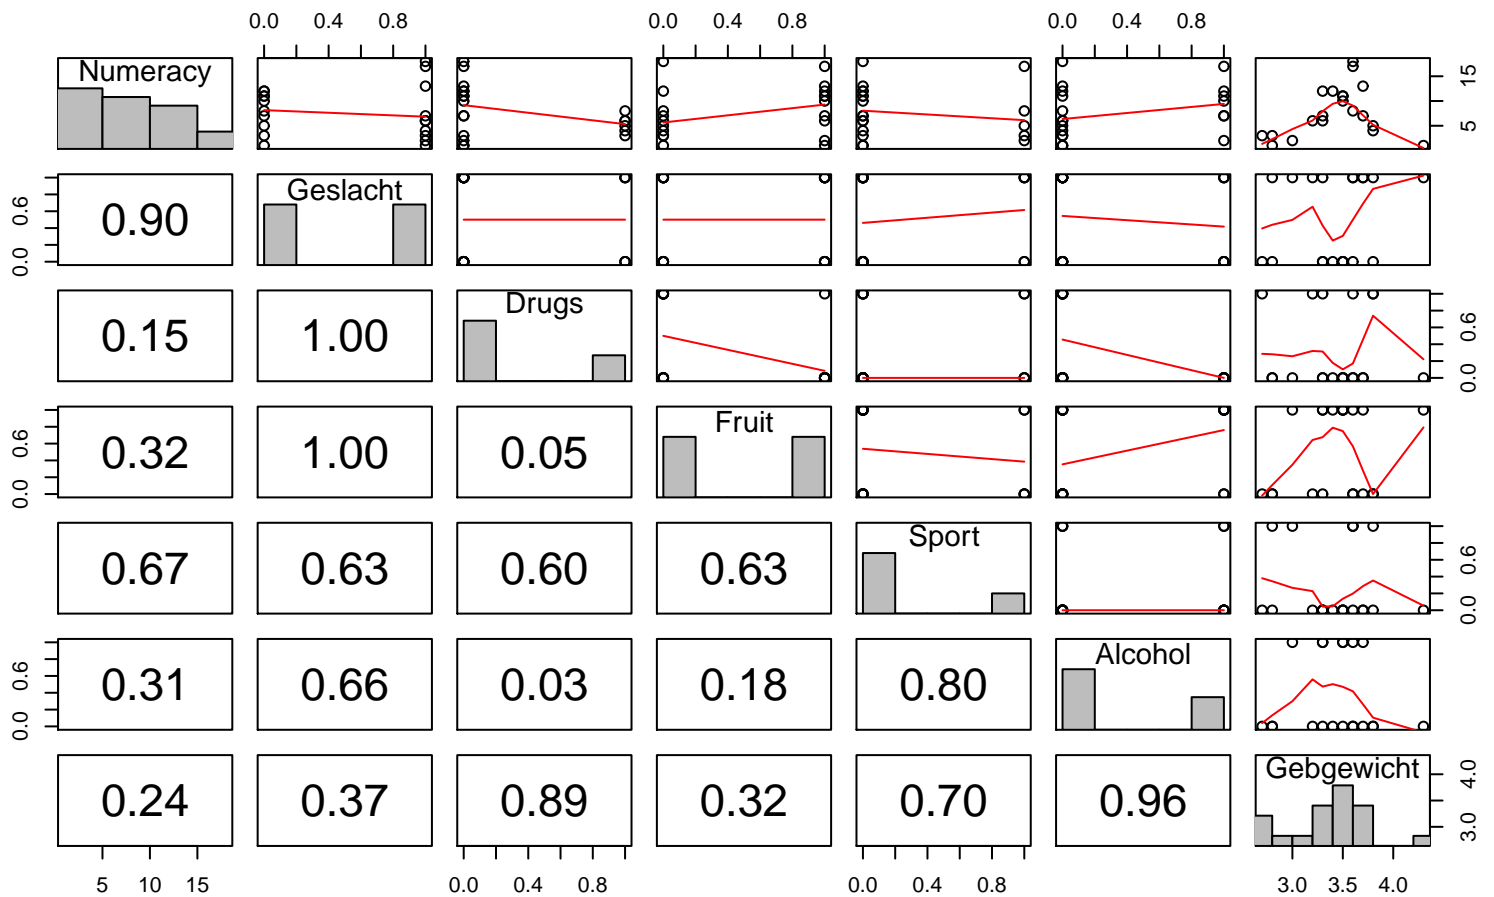 0.0 0.4 0.8 0.0 0.4 0.8 0.0 0.4 0.8
Numeracy
5 15
Geslacht
0.90
0.0 0.6
Drugs
0.15 1.00
0.0 0.6
Fruit
0.32 1.00 0.05
0.0 0.6
Sport
0.67 0.63 0.60 0.63
0.0 0.6
Alcohol
0.31 0.66 0.03 0.18 0.80
0.0 0.6
Gebgewicht
0.24 0.37 0.89 0.32 0.70 0.96
3.0 4.0
5 10 15 0.0 0.4 0.8 0.0 0.4 0.8 3.0 3.5 4.0